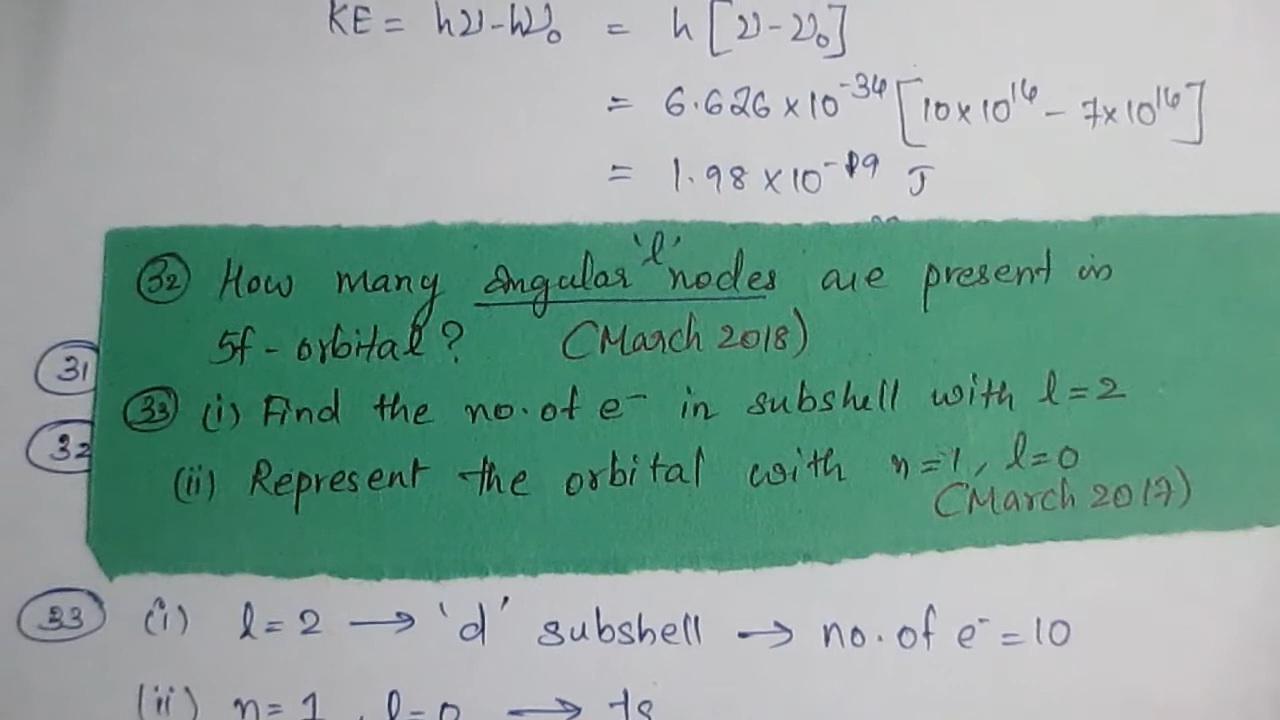 KE = hν-hν₀ = h[ν-ν₀]
= 6.626 × 10⁻³⁴ [10×10¹⁴ - 7×10¹⁴]
= 1.98 × 10⁻¹⁹ J
32 How many angular 'l' nodes are present in
5f - orbital? (March 2018)
31
33 (i) Find the no. of e⁻ in subshell with l=2
32
(ii) Represent the orbital with n=1, l=0
(March 2017)
33 (i) l=2 → 'd' subshell → no. of e⁻ = 10
(ii) n=1, l=0 → 1s